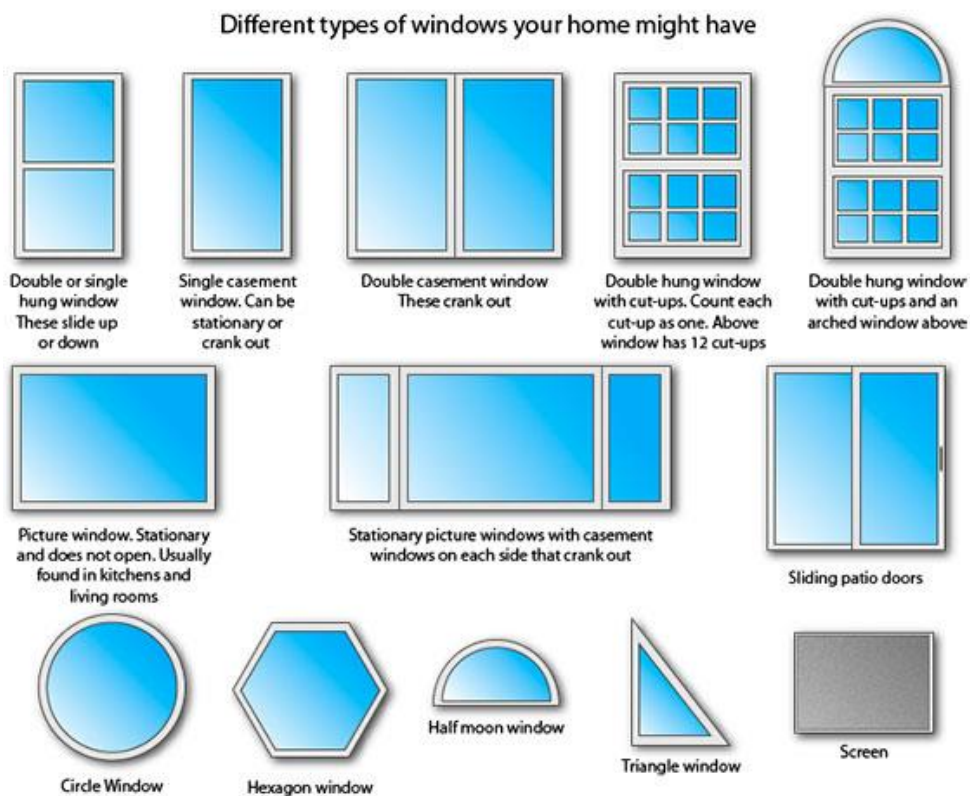 Different types of windows your home might have
Double or single
hung window
These slide up
or down
Single casement
window. Can be
stationary or
crank out
Double casement window
These crank out
Double hung window
with cut-ups. Count each
cut-up as one. Above
window has 12 cut-ups
Double hung window
with cut-ups and an
arched window above
Picture window. Stationary
and does not open. Usually
found in kitchens and
living rooms
Stationary picture windows with casement
windows on each side that crank out
Sliding patio doors
Circle Window
Hexagon window
Half moon window
Triangle window
Screen